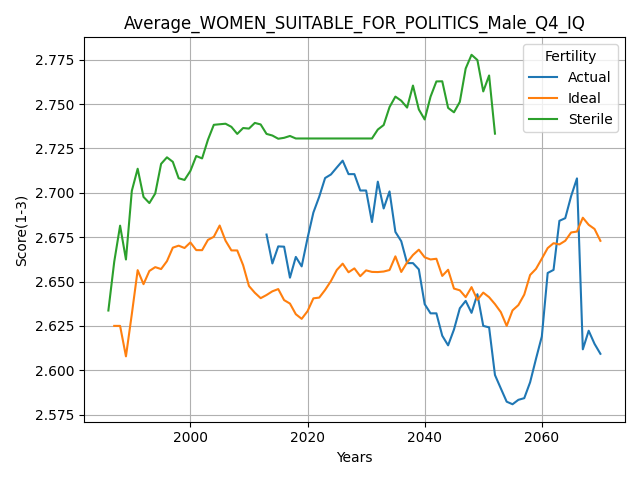 Average_WOMEN_SUITABLE_FOR_POLITICS_Male_Q4_IQ
Fertility
Actual
Ideal
Sterile
Score(1-3)
2.775
2.750
2.725
2.700
2.675
2.650
2.625
2.600
2.575
2000
2020
2040
2060
Years